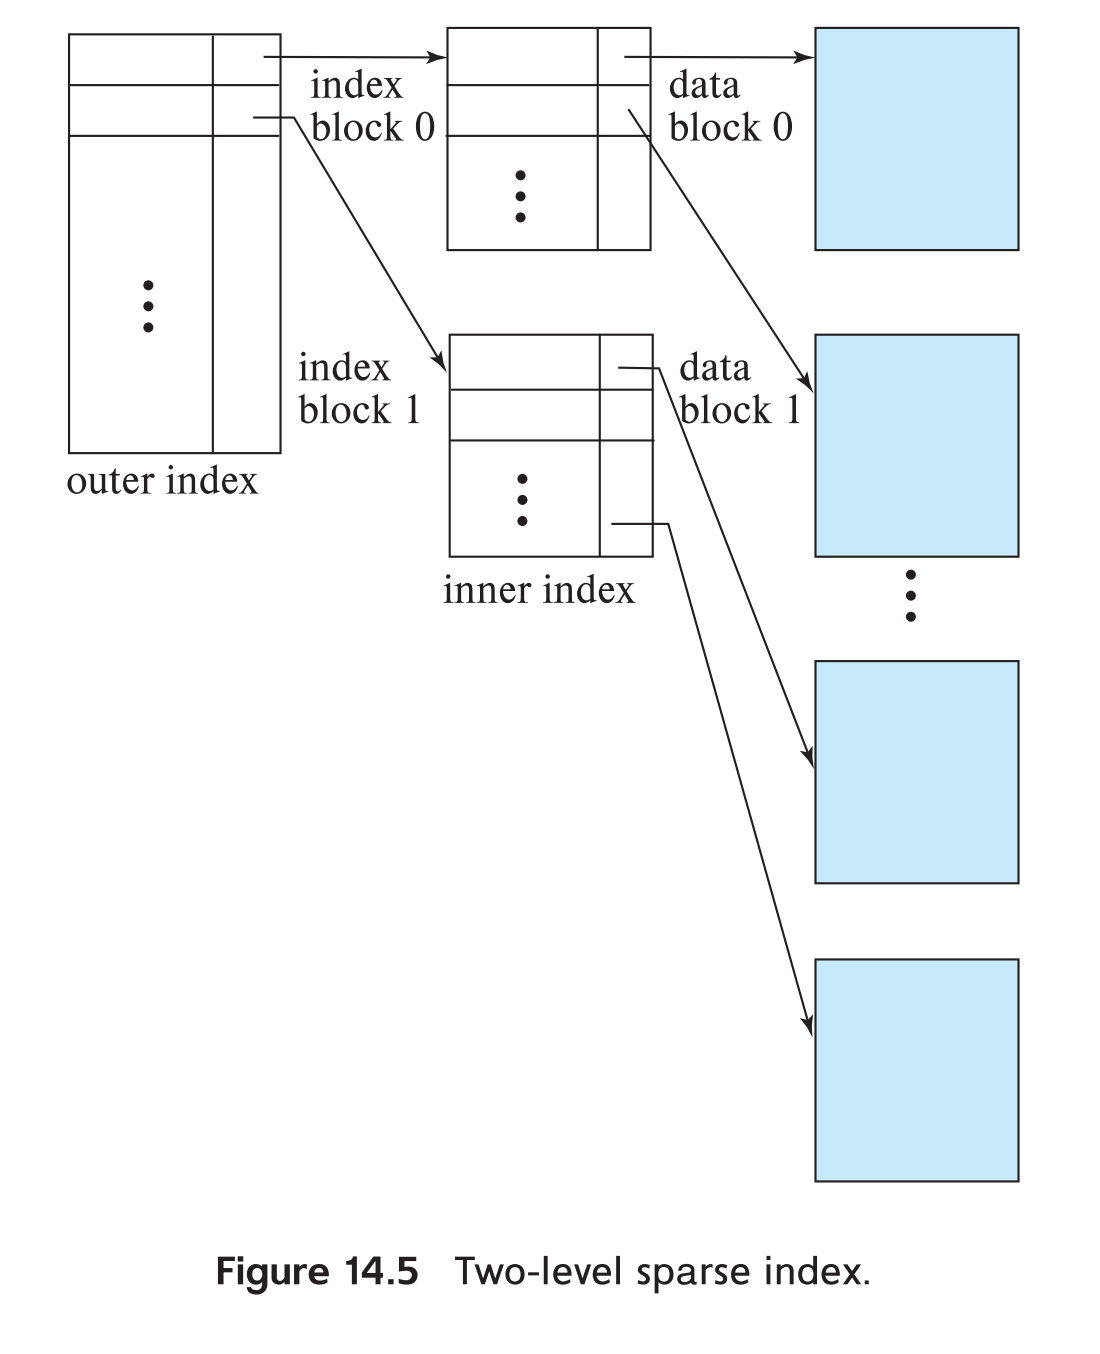 index
block 0
data
block 0
index
block 1
data
block 1
outer index
inner index
Figure 14.5 Two-level sparse index.